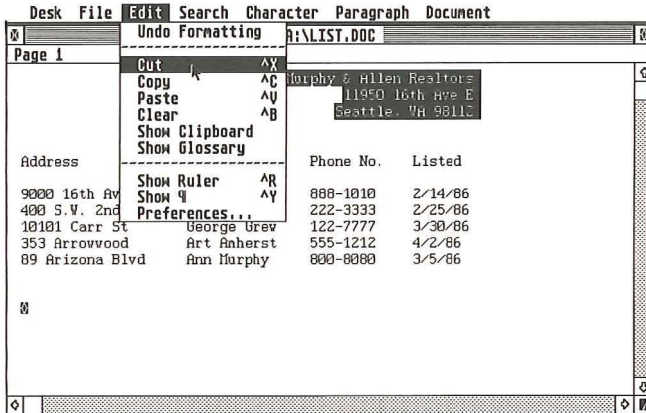 Desk File Edit Search Character Paragraph Document
A:\LIST.DOC
Page 1
Undo Formatting
Cut ^X
Copy ^C
Paste ^V
Clear ^B
Show Clipboard
Show Glossary
Show Ruler ^R
Show ¶ ^Y
Preferences...
Murphy & Allen Realtors
11950 16th Ave E
Seattle, WA 98112
Address Phone No. Listed
9000 16th Av 888-1010 2/14/86
400 S.W. 2nd 222-3333 2/25/86
10101 Carr St George Grew 122-7777 3/30/86
353 Arrowwood Art Amherst 555-1212 4/2/86
89 Arizona Blvd Ann Murphy 800-8080 3/5/86